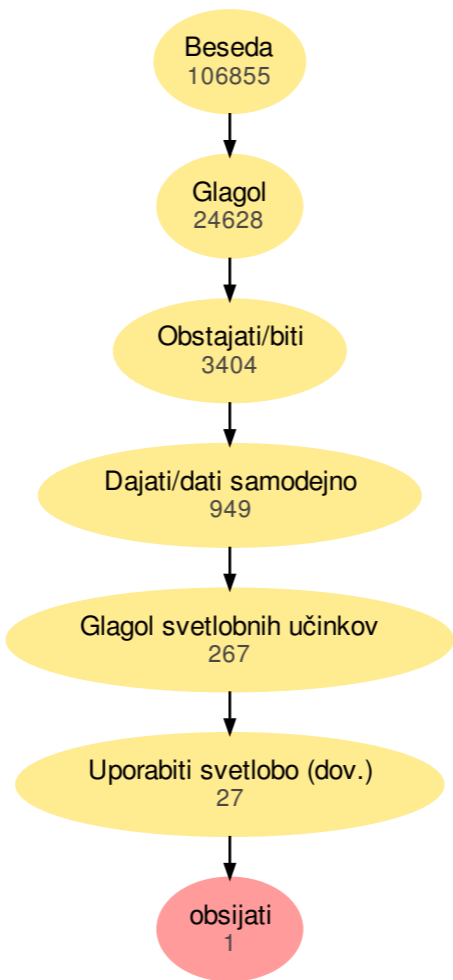 Beseda
106855
Glagol
24628
Obstajati/biti
3404
Dajati/dati samodejno
949
Glagol svetlobnih učinkov
267
Uporabiti svetlobo (dov.)
27
obsijati
1